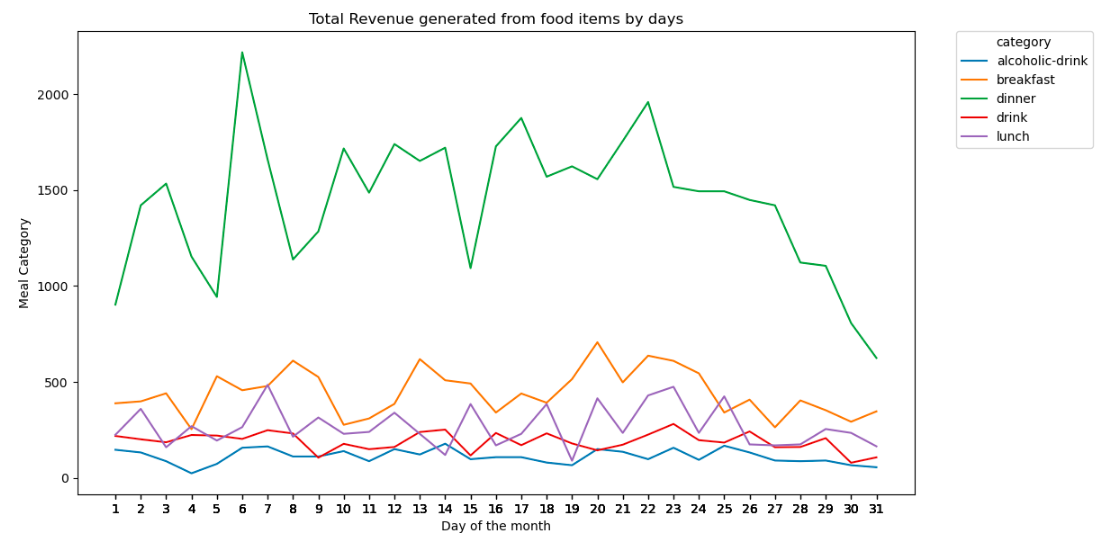 Total Revenue generated from food items by days
category
alcoholic-drink
breakfast
dinner
drink
lunch
Meal Category
2000
1500
1000
500
0
1 2 3 4 5 6 7 8 9 10 11 12 13 14 15 16 17 18 19 20 21 22 23 24 25 26 27 28 29 30 31
Day of the month